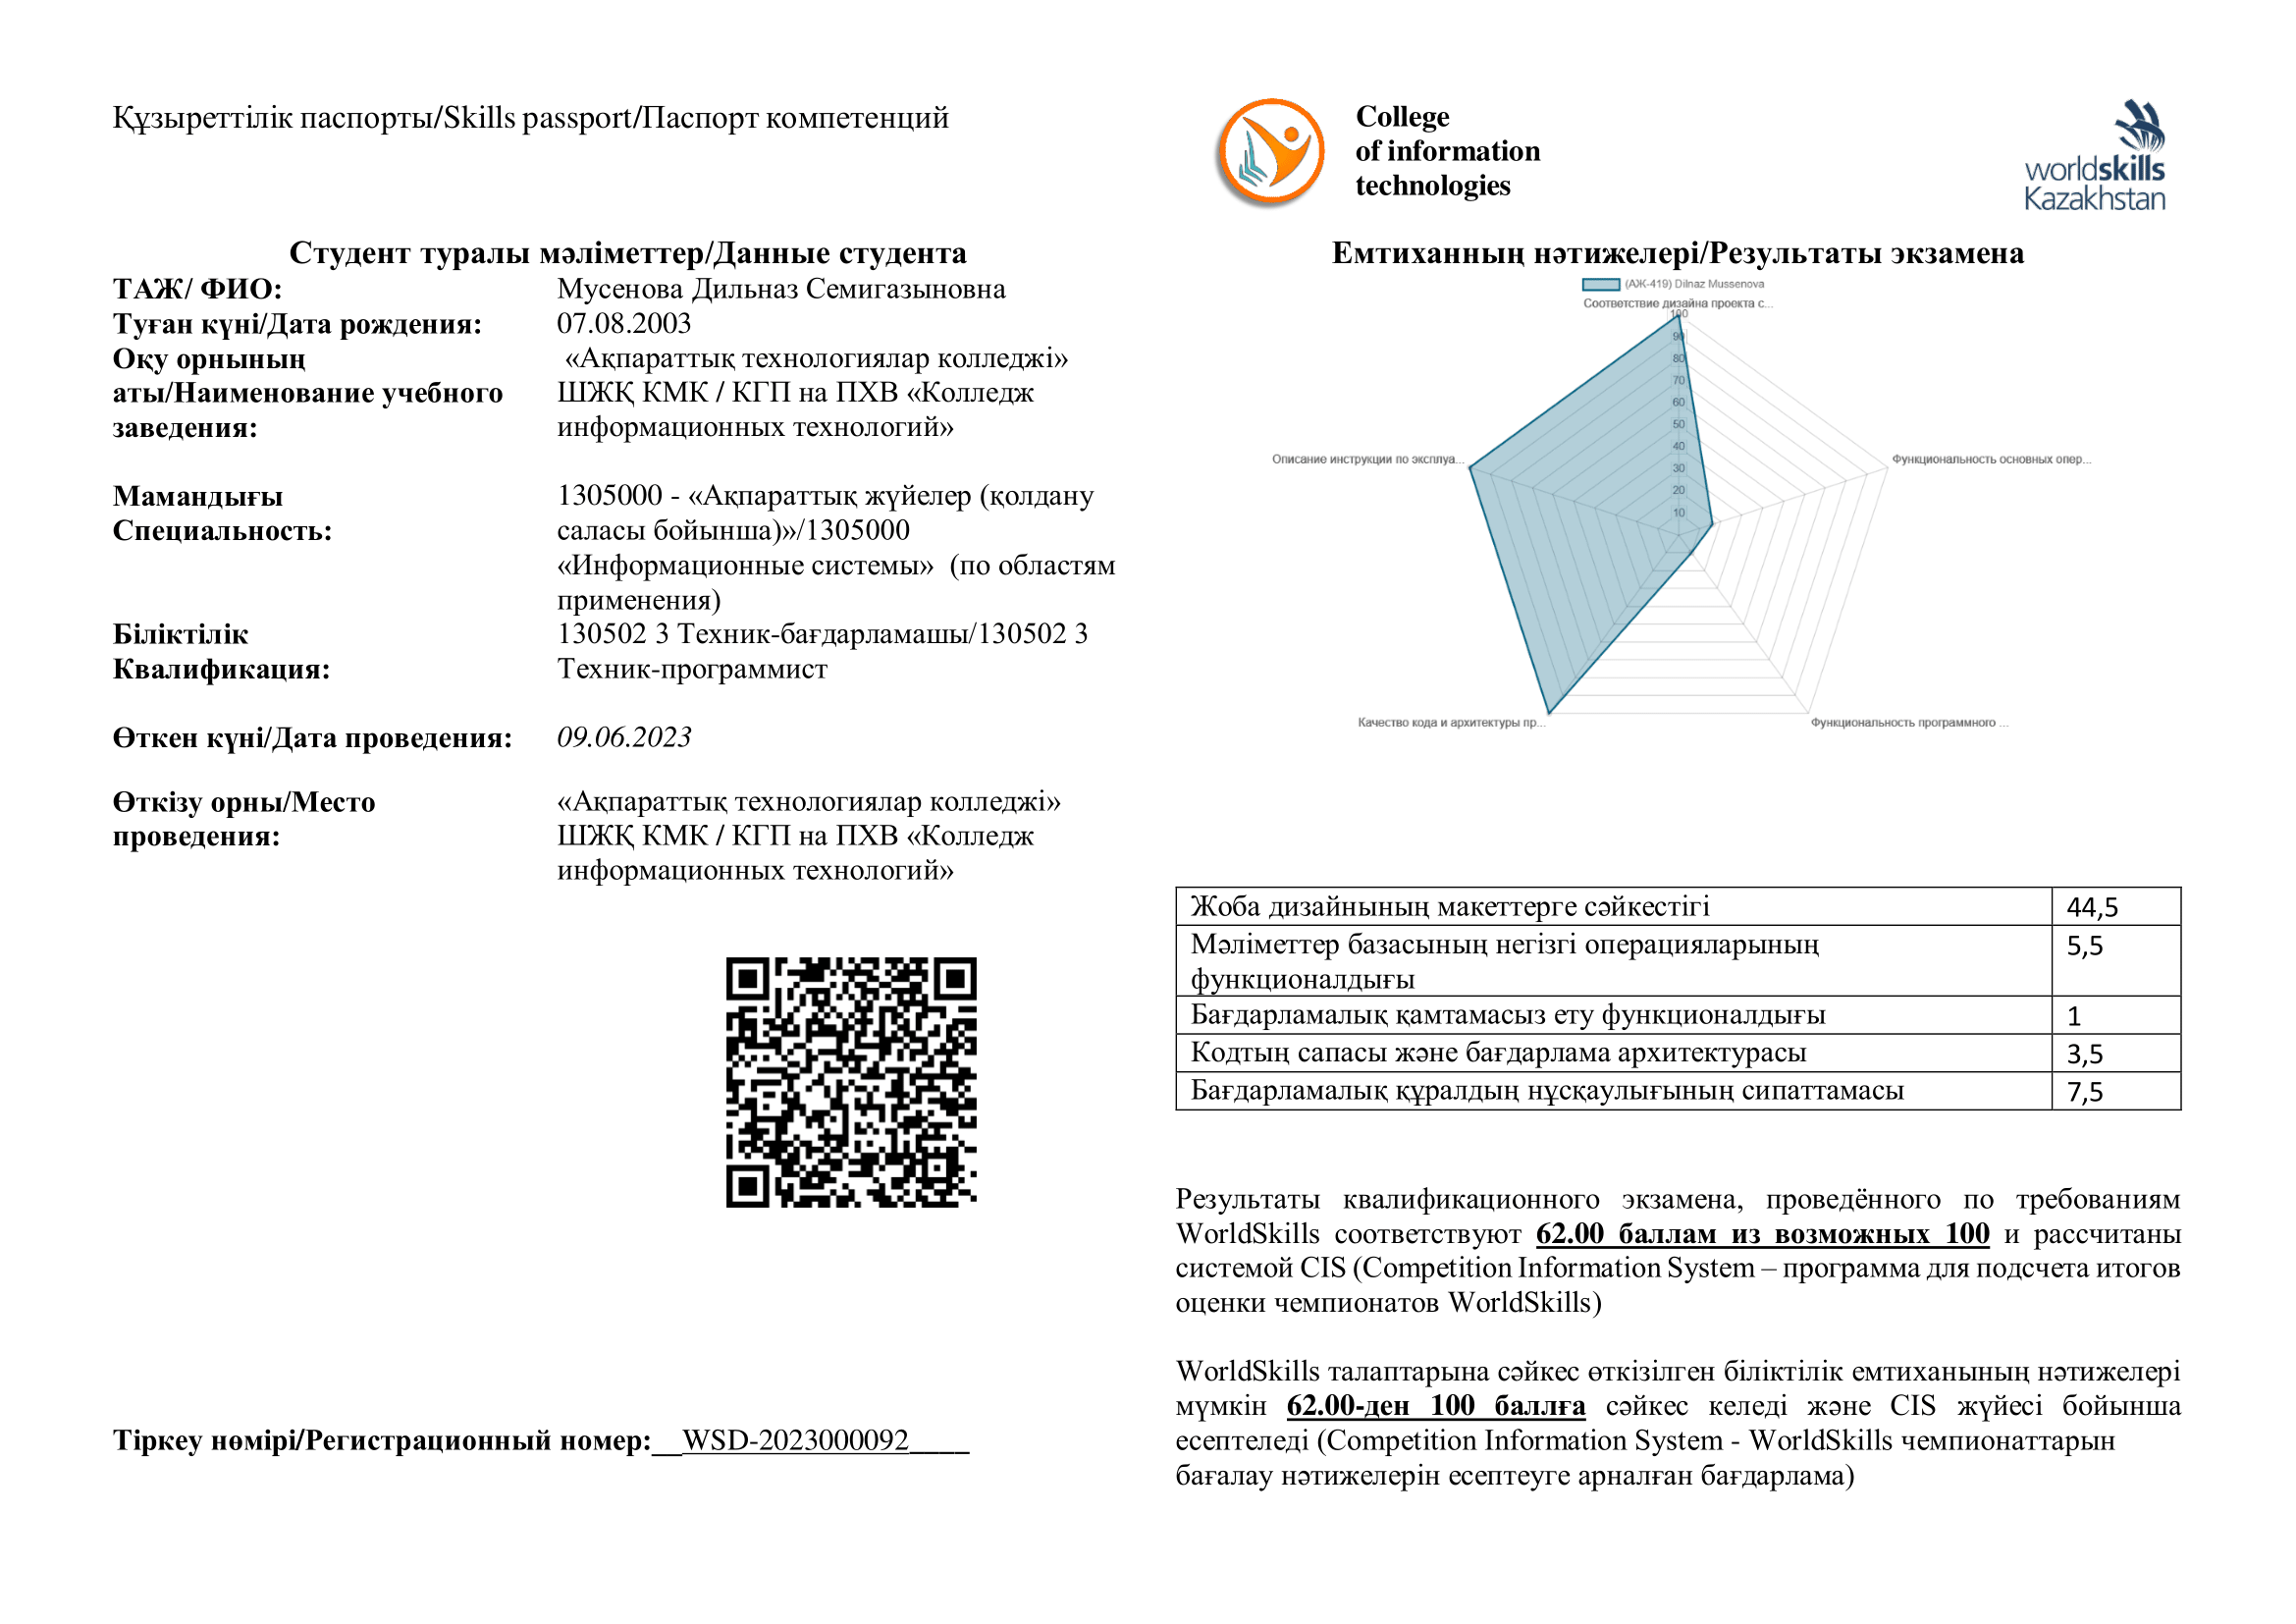 Құзыреттілік паспорты/Skills passport/Паспорт компетенций
Студент туралы мәліметтер/Данные студента
ТАЖ/ ФИО: Мусенова Дильназ Семигазыновна
Туған күні/Дата рождения: 07.08.2003
Оқу орнының
аты/Наименование учебного
заведения:
«Ақпараттық технологиялар колледжі»
ШЖҚ КМК / КГП на ПХВ «Колледж
информационных технологий»
Мамандығы
Специальность:
1305000 - «Ақпараттық жүйелер (қолдану
саласы бойынша)»/1305000
«Информационные системы»  (по областям
применения)
Біліктілік
Квалификация:
130502 3 Техник-бағдарламашы/130502 3
Техник-программист
Өткен күні/Дата проведения: 09.06.2023
Өткізу орны/Место
проведения:
«Ақпараттық технологиялар колледжі»
ШЖҚ КМК / КГП на ПХВ «Колледж
информационных технологий»
Тіркеу нөмірі/Регистрационный номер:__WSD-2023000092____
College
of information
technologies
worldskills
Kazakhstan
Емтиханның нәтижелері/Результаты экзамена
(АЖ-419) Dilnaz Mussenova
Соответствие дизайна проекта с...
100
90
80
70
60
50
40
30
20
10
Описание инструкции по эксплуа...
Функциональность основных опер...
Качество кода и архитектуры пр...
Функциональность программного ...
Жоба дизайнының макеттерге сәйкестігі 44,5
Мәліметтер базасының негізгі операцияларының 5,5
функционалдығы
Бағдарламалық қамтамасыз ету функционалдығы 1
Кодтың сапасы және бағдарлама архитектурасы 3,5
Бағдарламалық құралдың нұсқаулығының сипаттамасы 7,5
Результаты квалификационного экзамена, проведённого по требованиям
WorldSkills соответствуют 62.00 баллам из возможных 100 и рассчитаны
системой CIS (Competition Information System – программа для подсчета итогов
оценки чемпионатов WorldSkills)
WorldSkills талаптарына сәйкес өткізілген біліктілік емтиханының нәтижелері
мүмкін 62.00-ден 100 баллға сәйкес келеді және CIS жүйесі бойынша
есептеледі (Competition Information System - WorldSkills чемпионаттарын
бағалау нәтижелерін есептеуге арналған бағдарлама)